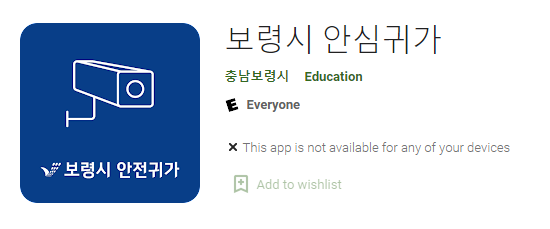 보령시 안심귀가
충남보령시 Education
E Everyone
This app is not available for any of your devices
Add to wishlist
보령시 안전귀가